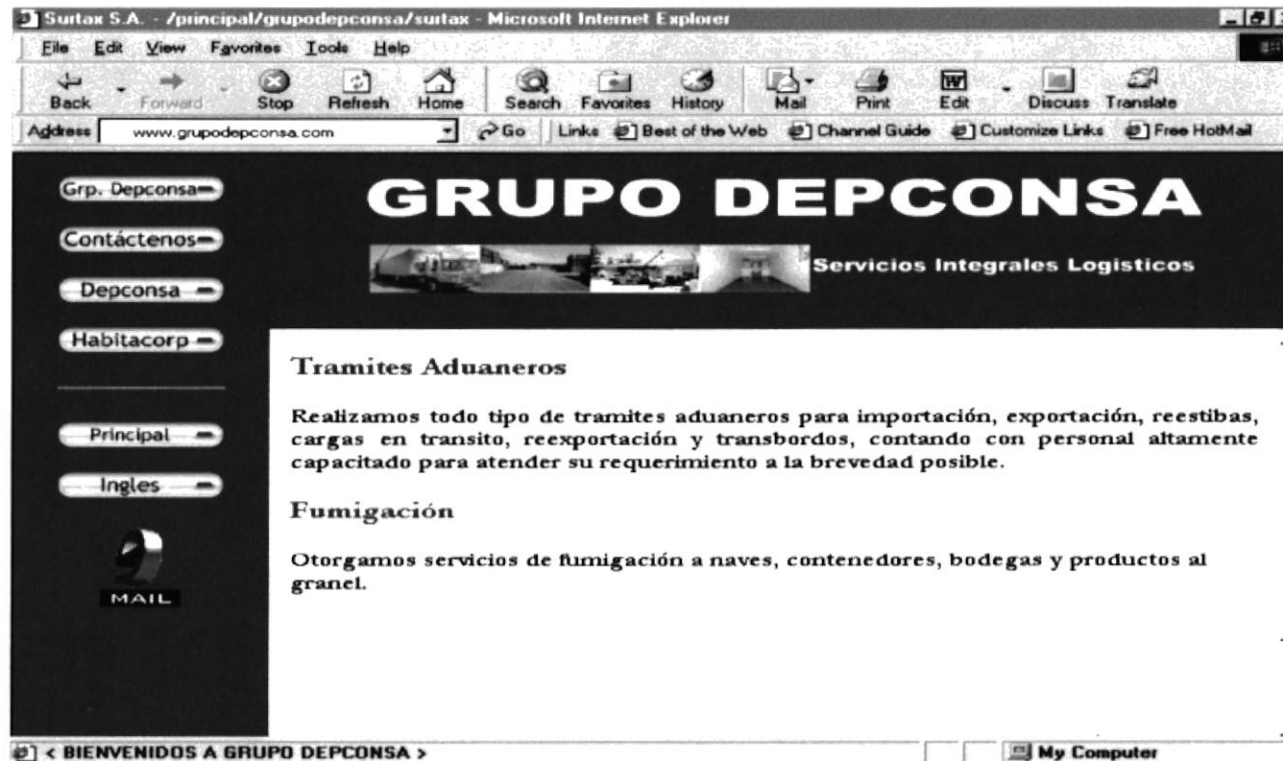 Surtax S.A. - /principal/grupodepconsa/surtax - Microsoft Internet Explorer
File Edit View Favorites Tools Help
Back Forward Stop Refresh Home Search Favorites History Mail Print Edit Discuss Translate
Address www.grupodepconsa.com Go Links Best of the Web Channel Guide Customize Links Free HotMail
Grp. Depconsa
Contáctenos
Depconsa
Habitacorp
Principal
Ingles
MAIL
GRUPO DEPCONSA
Servicios Integrales Logisticos
Tramites Aduaneros
Realizamos todo tipo de tramites aduaneros para importación, exportación, reestibas,
cargas en transito, reexportación y transbordos, contando con personal altamente
capacitado para atender su requerimiento a la brevedad posible.
Fumigación
Otorgamos servicios de fumigación a naves, contenedores, bodegas y productos al
granel.
< BIENVENIDOS A GRUPO DEPCONSA > My Computer